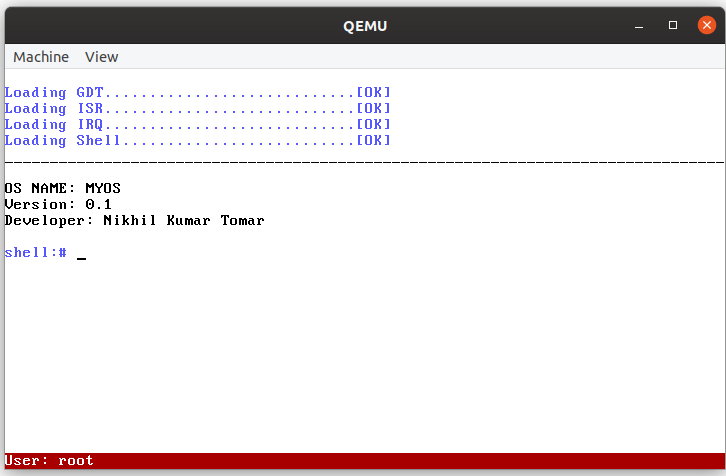 QEMU
Machine View
Loading GDT............................[OK]
Loading ISR............................[OK]
Loading IRQ............................[OK]
Loading Shell..........................[OK]
--------------------------------------------------------------------------------
OS NAME: MYOS
Version: 0.1
Developer: Nikhil Kumar Tomar
shell:# _
User: root